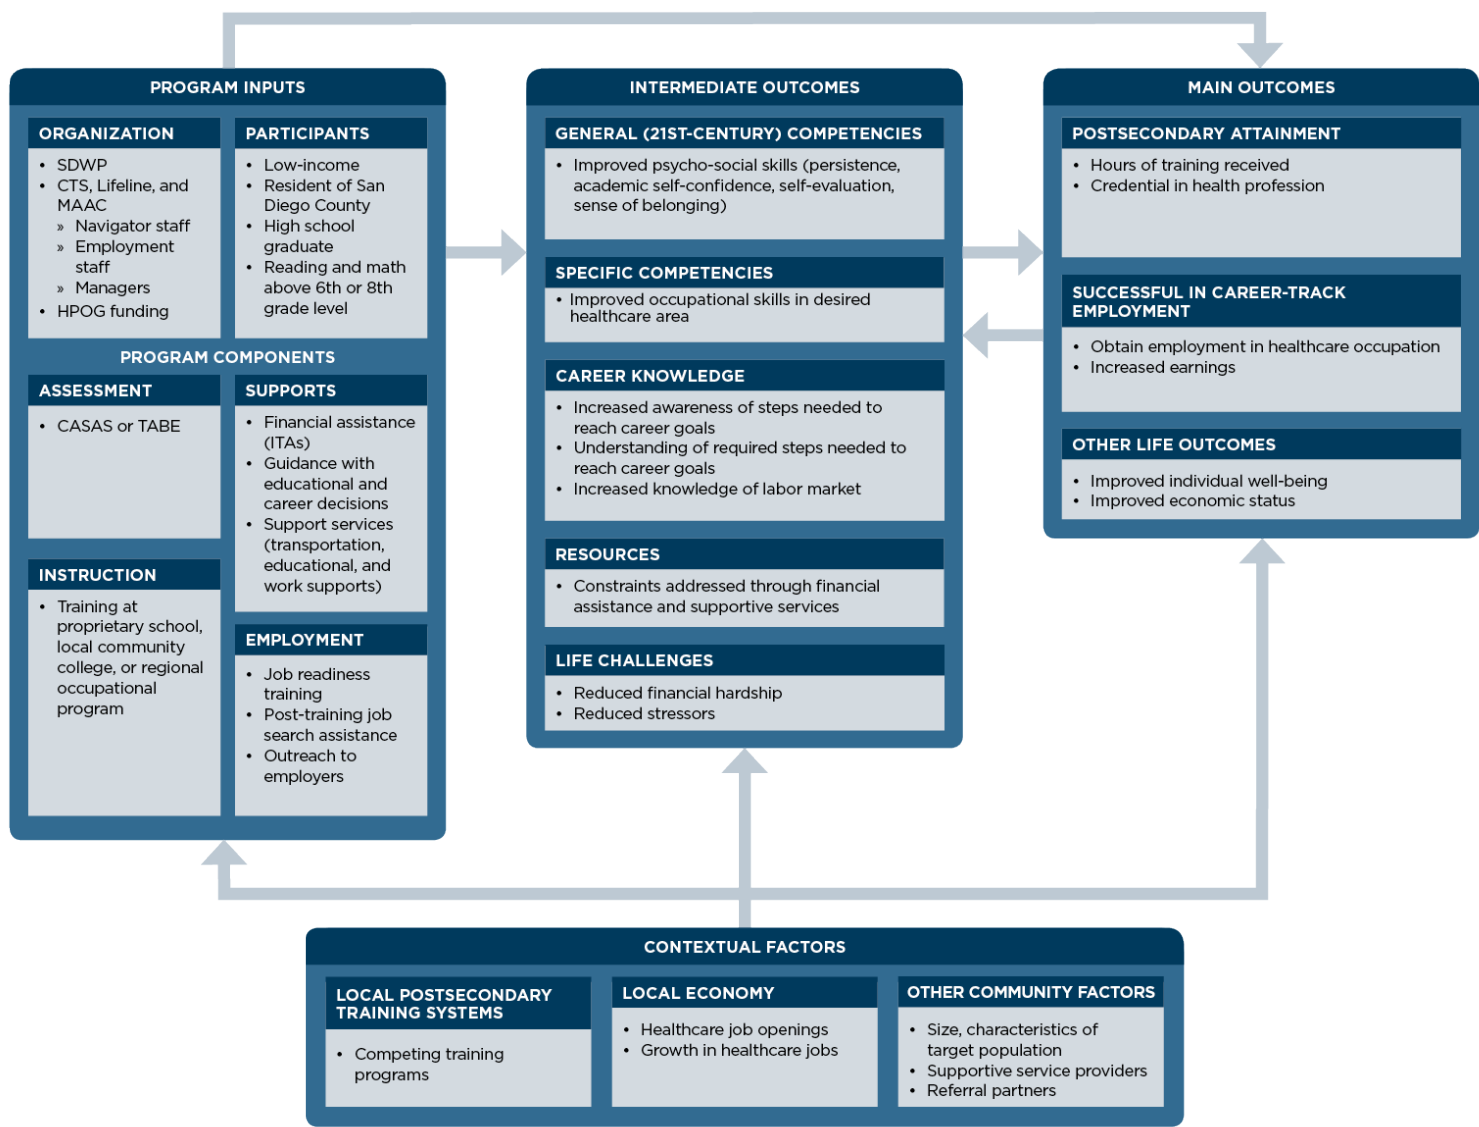 PROGRAM INPUTS
ORGANIZATION
• SDWP
• CTS, Lifeline, and
MAAC
» Navigator staff
» Employment
staff
» Managers
• HPOG funding
PARTICIPANTS
• Low-income
• Resident of San
Diego County
• High school
graduate
• Reading and math
above 6th or 8th
grade level
PROGRAM COMPONENTS
ASSESSMENT
• CASAS or TABE
INSTRUCTION
• Training at
proprietary school,
local community
college, or regional
occupational
program
SUPPORTS
• Financial assistance
(ITAs)
• Guidance with
educational and
career decisions
• Support services
(transportation,
educational, and
work supports)
EMPLOYMENT
• Job readiness
training
• Post-training job
search assistance
• Outreach to
employers
INTERMEDIATE OUTCOMES
GENERAL (21ST-CENTURY) COMPETENCIES
• Improved psycho-social skills (persistence,
academic self-confidence, self-evaluation,
sense of belonging)
SPECIFIC COMPETENCIES
• Improved occupational skills in desired
healthcare area
CAREER KNOWLEDGE
• Increased awareness of steps needed to
reach career goals
• Understanding of required steps needed to
reach career goals
• Increased knowledge of labor market
RESOURCES
• Constraints addressed through financial
assistance and supportive services
LIFE CHALLENGES
• Reduced financial hardship
• Reduced stressors
MAIN OUTCOMES
POSTSECONDARY ATTAINMENT
• Hours of training received
• Credential in health profession
SUCCESSFUL IN CAREER-TRACK
EMPLOYMENT
• Obtain employment in healthcare occupation
• Increased earnings
OTHER LIFE OUTCOMES
• Improved individual well-being
• Improved economic status
CONTEXTUAL FACTORS
LOCAL POSTSECONDARY
TRAINING SYSTEMS
• Competing training
programs
LOCAL ECONOMY
• Healthcare job openings
• Growth in healthcare jobs
OTHER COMMUNITY FACTORS
• Size, characteristics of
target population
• Supportive service providers
• Referral partners